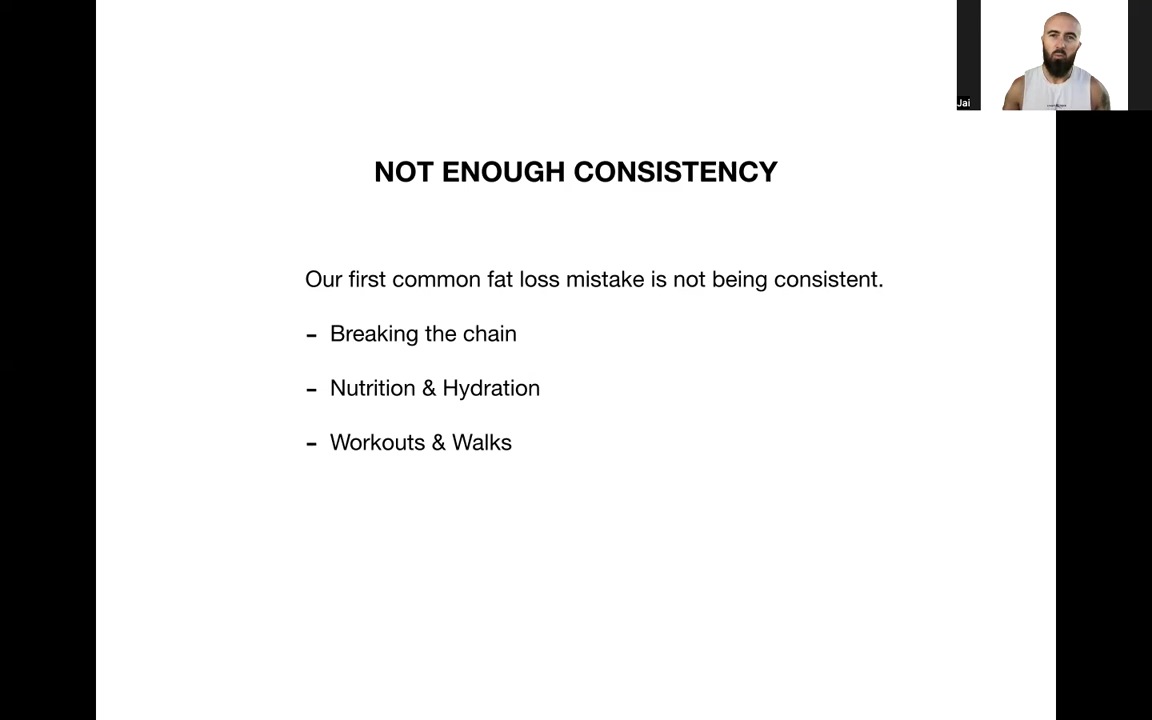 Jai
NOT ENOUGH CONSISTENCY
Our first common fat loss mistake is not being consistent.
- Breaking the chain
- Nutrition & Hydration
- Workouts & Walks